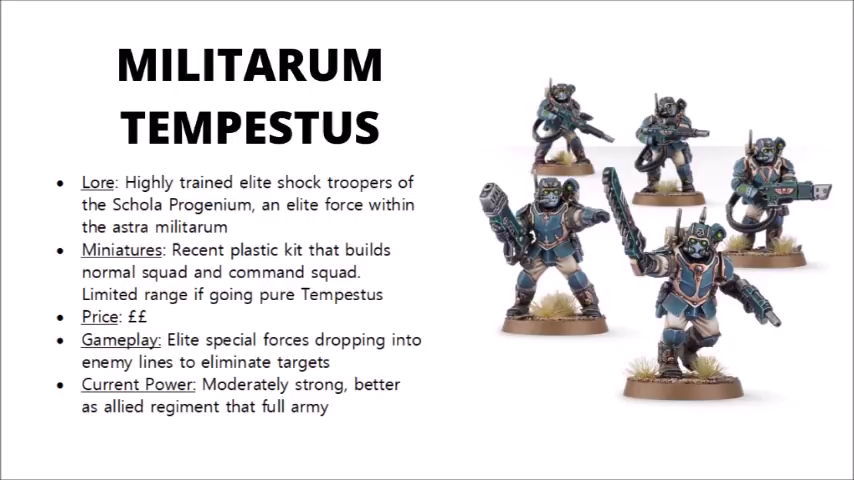 MILITARUM
TEMPESTUS
• Lore: Highly trained elite shock troopers of
the Schola Progenium, an elite force within
the astra militarum
• Miniatures: Recent plastic kit that builds
normal squad and command squad.
Limited range if going pure Tempestus
• Price: ££
• Gameplay: Elite special forces dropping into
enemy lines to eliminate targets
• Current Power: Moderately strong, better
as allied regiment that full army